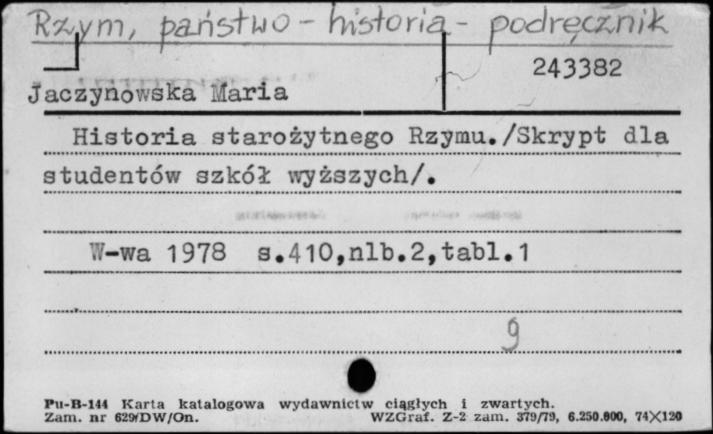 Rzym, państwo - historia - podręcznik
243382
Jaczynowska Maria
Historia starożytnego Rzymu./Skrypt dla
studentów szkół wyższych/.
W-wa 1978 s.410,nlb.2,tabl.1
9
Pu-B-144 Karta katalogowa wydawnictw ciągłych i zwartych.
Zam. nr 629/DW/On. WZGraf. Z-2 zam. 379/79, 6.250.000, 74×120